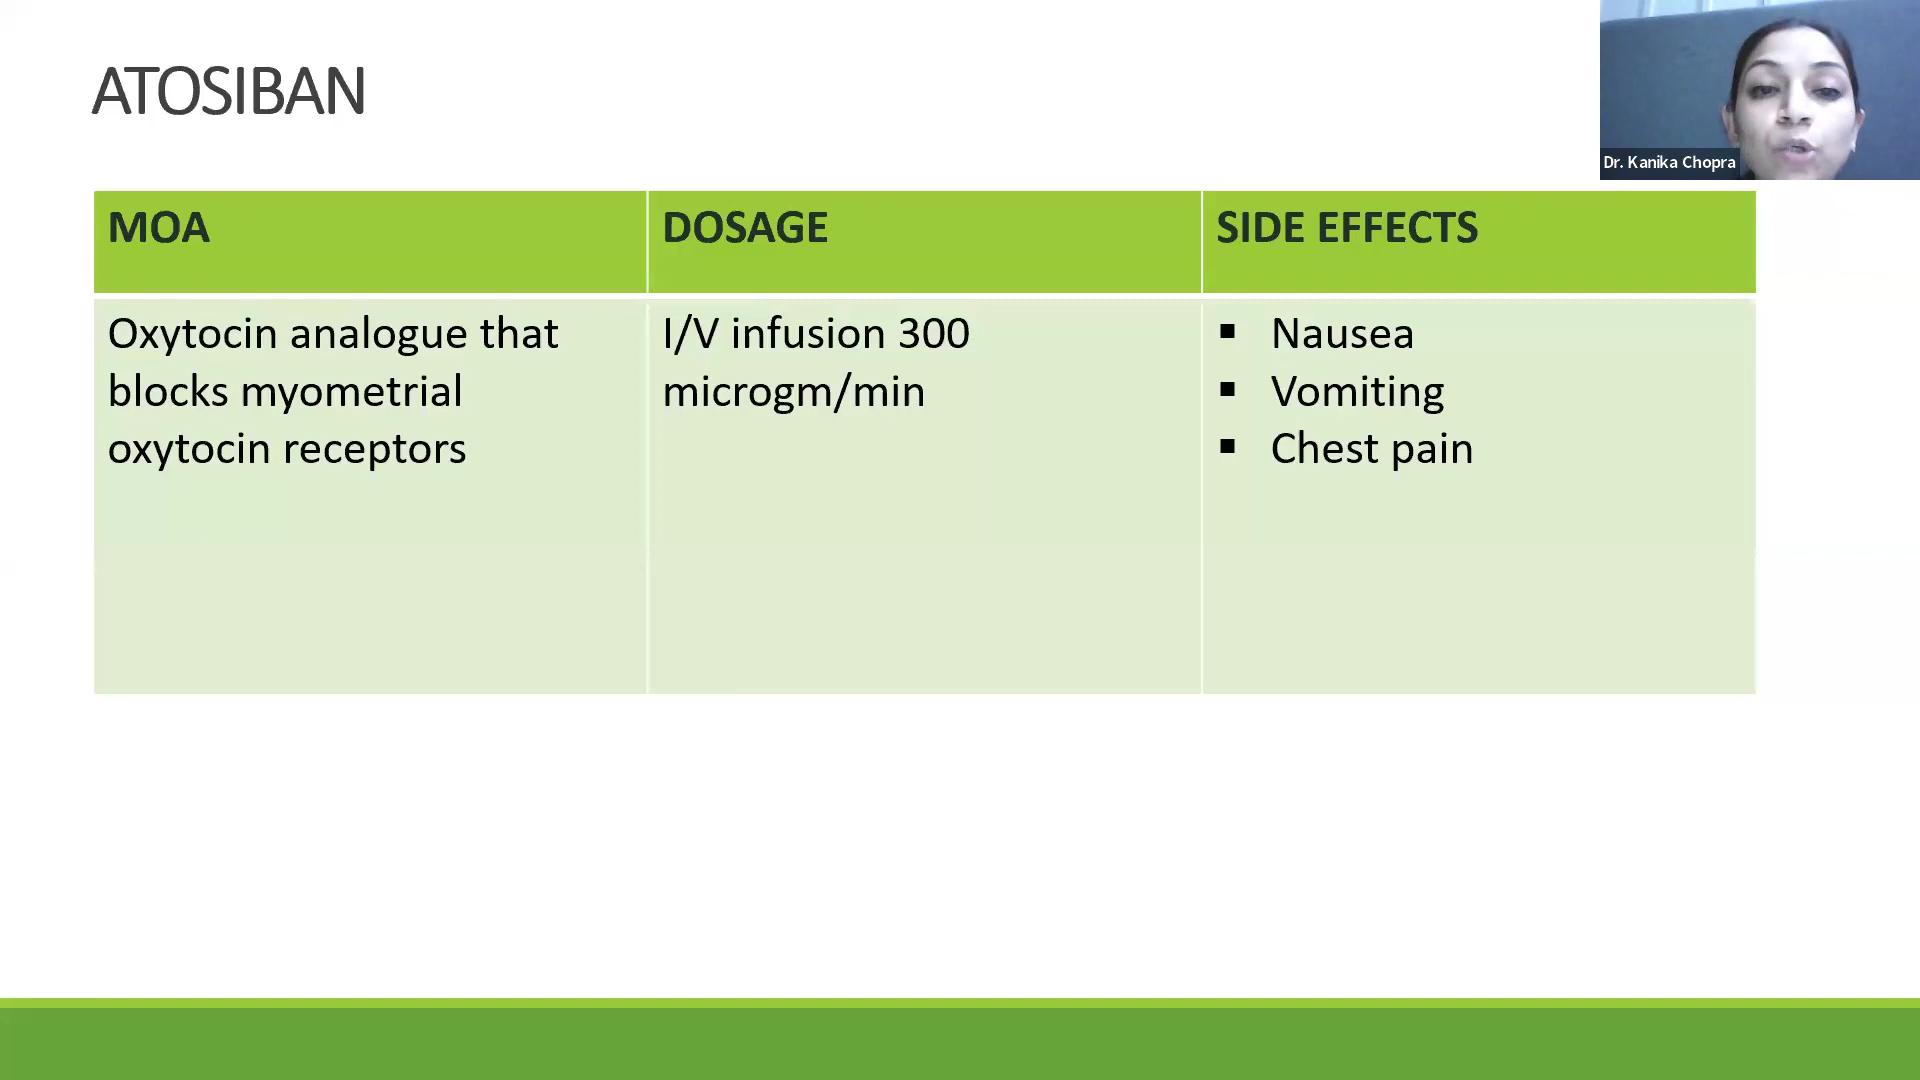 ATOSIBAN
Dr. Kanika Chopra
MOA
DOSAGE
SIDE EFFECTS
Oxytocin analogue that
blocks myometrial
oxytocin receptors
I/V infusion 300
microgm/min
▪ Nausea
▪ Vomiting
▪ Chest pain